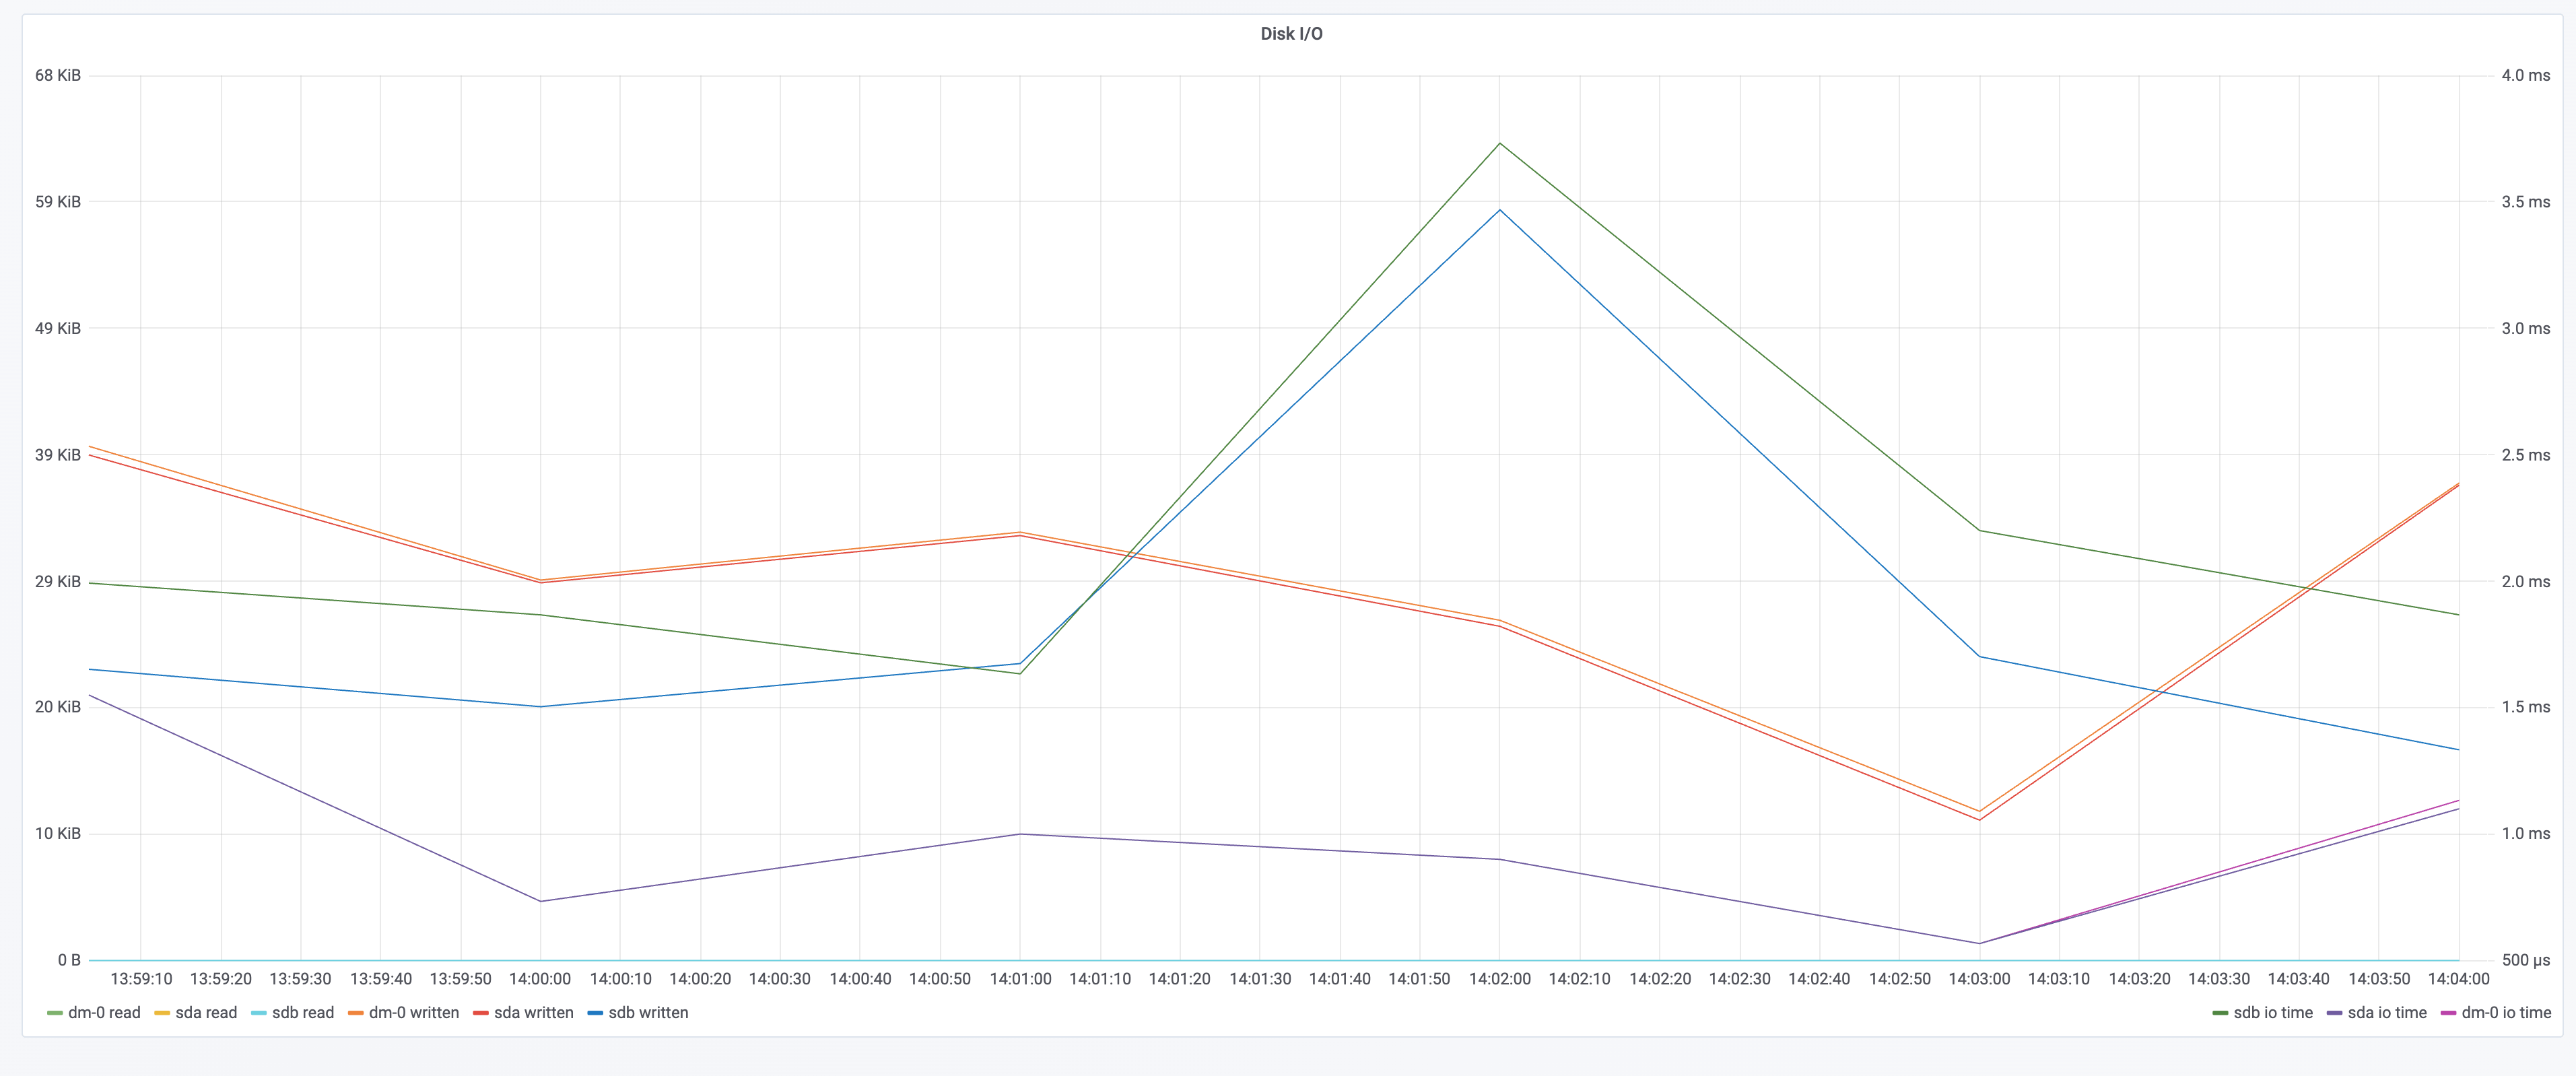 Disk I/O
68 KiB
59 KiB
49 KiB
39 KiB
29 KiB
20 KiB
10 KiB
0 B
4.0 ms
3.5 ms
3.0 ms
2.5 ms
2.0 ms
1.5 ms
1.0 ms
500 µs
13:59:10 13:59:20 13:59:30 13:59:40 13:59:50 14:00:00 14:00:10 14:00:20 14:00:30 14:00:40 14:00:50 14:01:00 14:01:10 14:01:20 14:01:30 14:01:40 14:01:50 14:02:00 14:02:10 14:02:20 14:02:30 14:02:40 14:02:50 14:03:00 14:03:10 14:03:20 14:03:30 14:03:40 14:03:50 14:04:00
dm-0 read sda read sdb read dm-0 written sda written sdb written sdb io time sda io time dm-0 io time